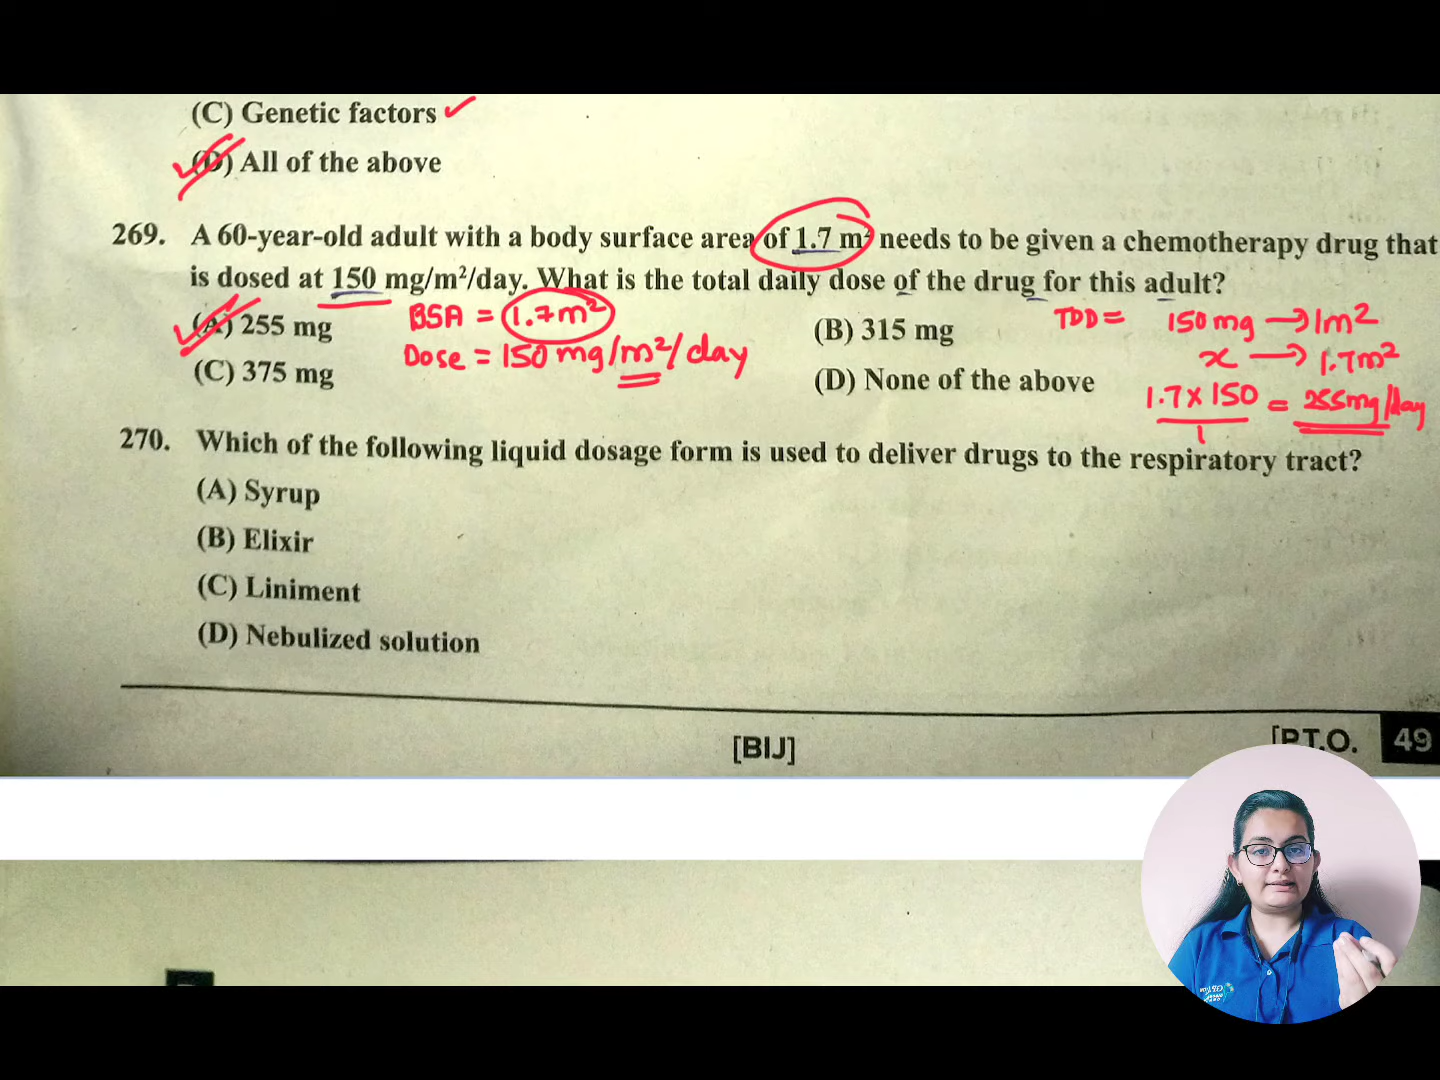 (C) Genetic factors
(D) All of the above
269. A 60-year-old adult with a body surface area of 1.7 m² needs to be given a chemotherapy drug that
is dosed at 150 mg/m²/day. What is the total daily dose of the drug for this adult?
(A) 255 mg
BSA = 1.7m²
(B) 315 mg
TDD = 150 mg → 1m²
Dose = 150 mg/m²/day
x → 1.7m²
(C) 375 mg
(D) None of the above
1.7 x 150 = 255mg/day
1
270. Which of the following liquid dosage form is used to deliver drugs to the respiratory tract?
(A) Syrup
(B) Elixir
(C) Liniment
(D) Nebulized solution
[BIJ]
[P.T.O.
49